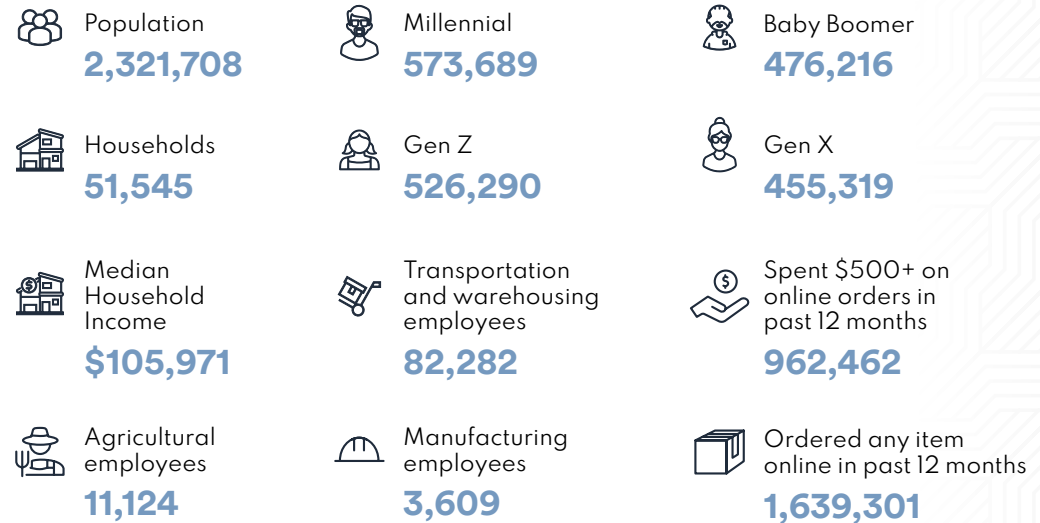 Population
2,321,708
Millennial
573,689
Baby Boomer
476,216
Households
51,545
Gen Z
526,290
Gen X
455,319
Median
Household
Income
$105,971
Transportation
and warehousing
employees
82,282
Spent $500+ on
online orders in
past 12 months
962,462
Agricultural
employees
11,124
Manufacturing
employees
3,609
Ordered any item
online in past 12 months
1,639,301